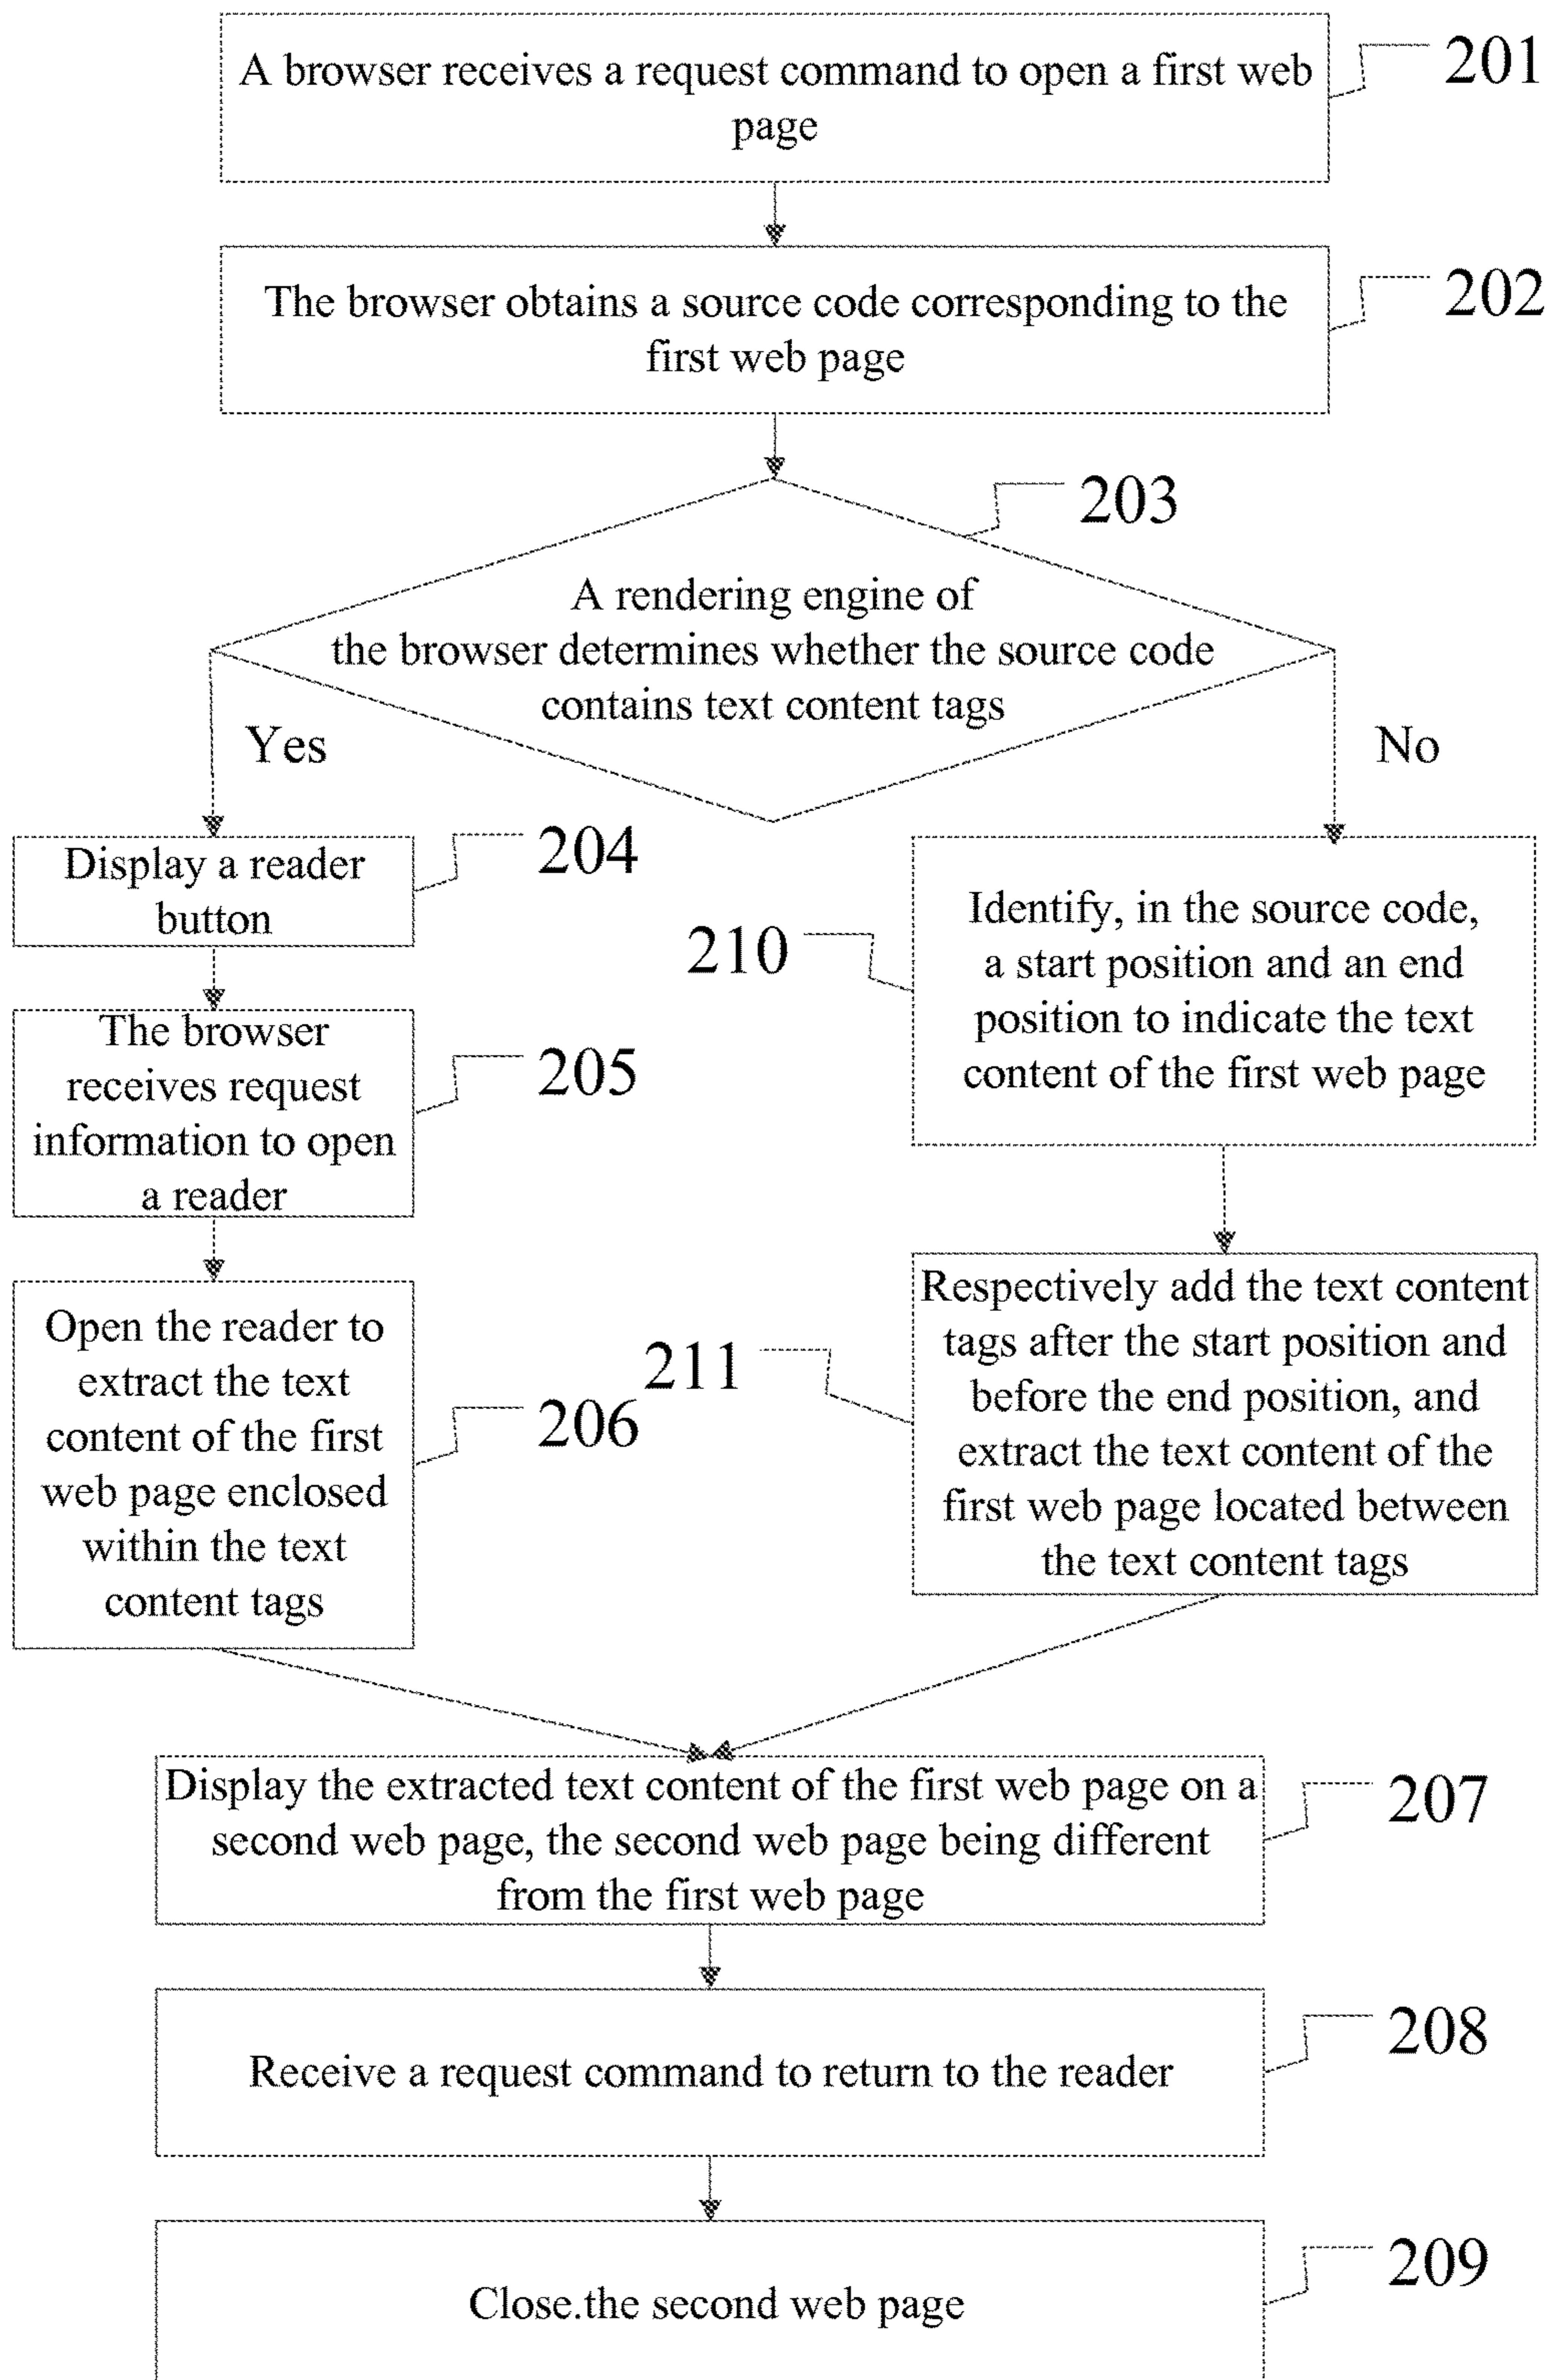 A browser receives a request command to open a first web
page
201
The browser obtains a source code corresponding to the
first web page
202
203
A rendering engine of
the browser determines whether the source code
contains text content tags
Yes
No
Display a reader
button
204
The browser
receives request
information to open
a reader
205
Open the reader to
extract the text
content of the first
web page enclosed
within the text
content tags
206
210
Identify, in the source code,
a start position and an end
position to indicate the text
content of the first web page
211
Respectively add the text content
tags after the start position and
before the end position, and
extract the text content of the
first web page located between
the text content tags
Display the extracted text content of the first web page on a
second web page, the second web page being different
from the first web page
207
Receive a request command to return to the reader
208
Close.the second web page
209